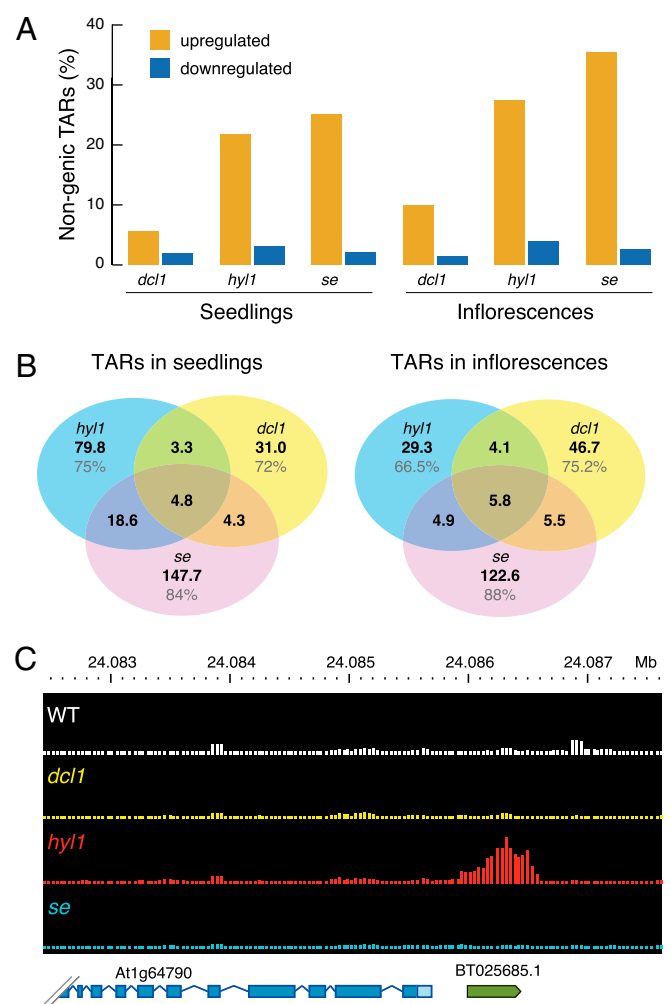 A
Non-genic TARs (%)
40
30
20
10
0
upregulated
downregulated
dcl1 hyl1 se dcl1 hyl1 se
Seedlings Inflorescences
B
TARs in seedlings
hyl1
79.8
75%
3.3
dcl1
31.0
72%
4.8
18.6
4.3
se
147.7
84%
TARs in inflorescences
hyl1
29.3
66.5%
4.1
dcl1
46.7
75.2%
5.8
4.9
5.5
se
122.6
88%
C
24.083 24.084 24.085 24.086 24.087 Mb
WT
dcl1
hyl1
se
At1g64790 BT025685.1